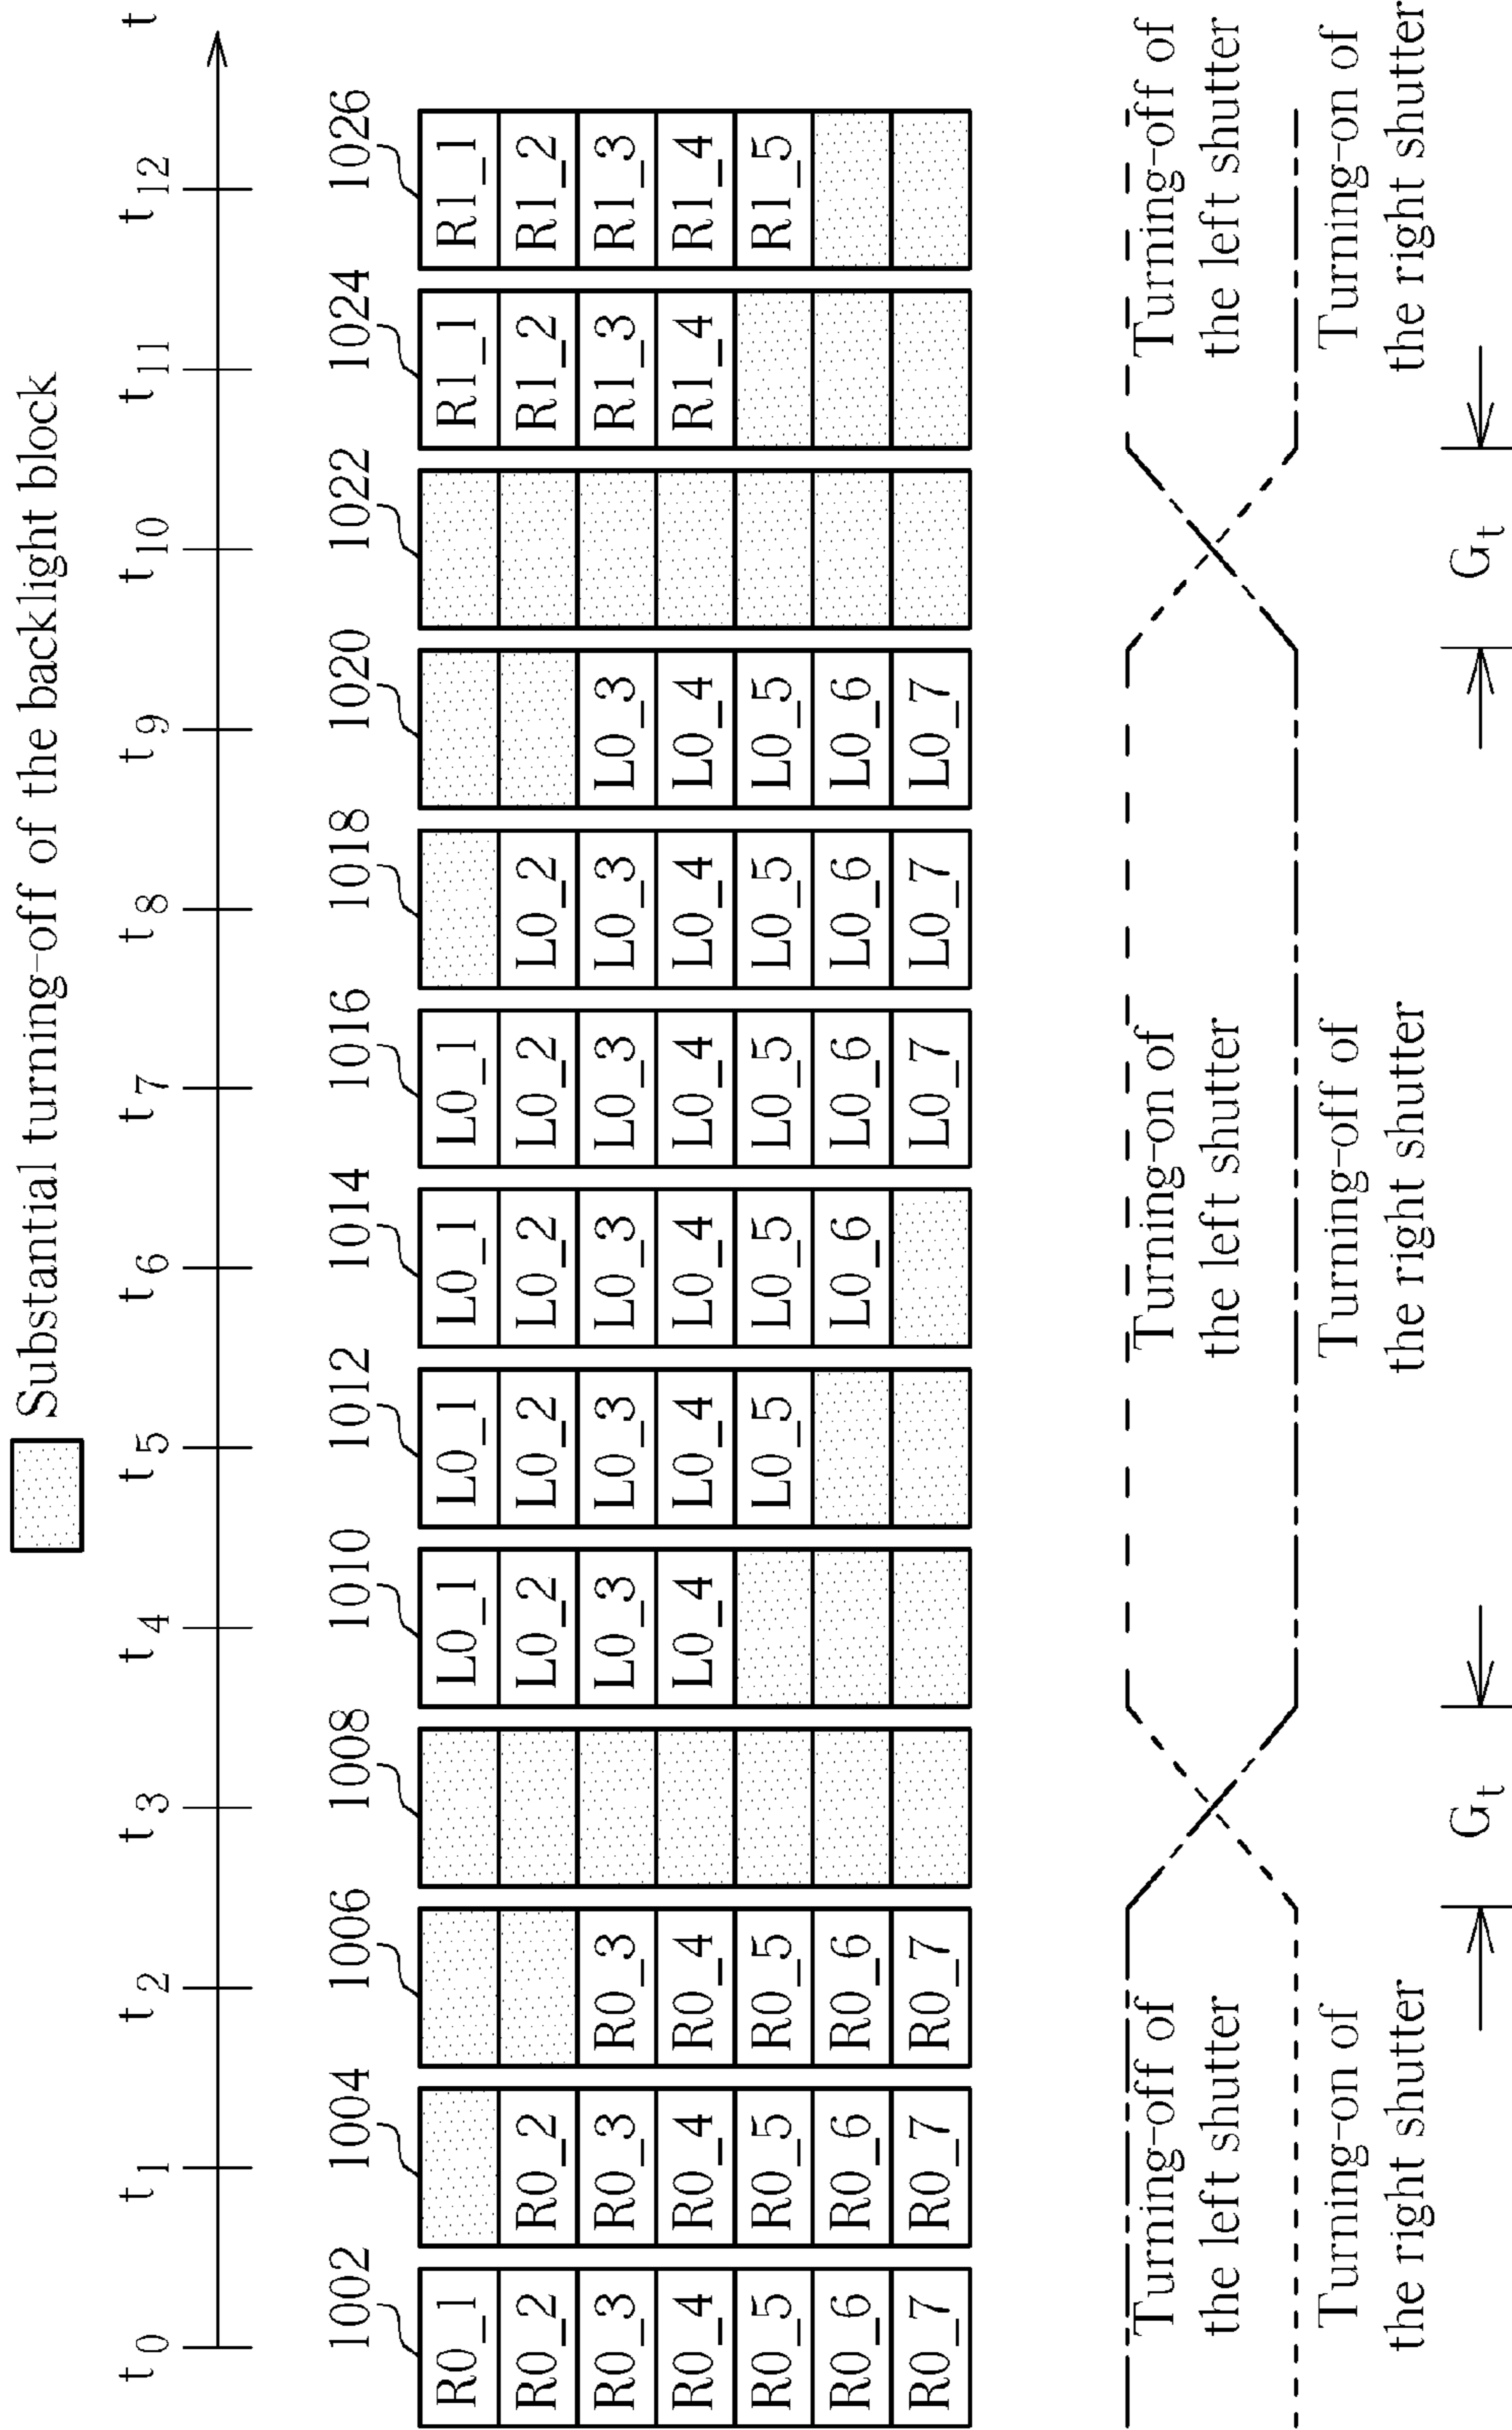 Substantial turning-off of the backlight block
t0 t1 t2 t3 t4 t5 t6 t7 t8 t9 t10 t11 t12 t
1002 1004 1006 1008 1010 1012 1014 1016 1018 1020 1022 1024 1026
R0_1 L0_1 L0_1 L0_1 L0_1 R1_1 R1_1
R0_2 R0_2 L0_2 L0_2 L0_2 L0_2 L0_2 R1_2 R1_2
R0_3 R0_3 R0_3 L0_3 L0_3 L0_3 L0_3 L0_3 L0_3 R1_3 R1_3
R0_4 R0_4 R0_4 L0_4 L0_4 L0_4 L0_4 L0_4 L0_4 R1_4 R1_4
R0_5 R0_5 R0_5 L0_5 L0_5 L0_5 L0_5 L0_5 R1_5
R0_6 R0_6 R0_6 L0_6 L0_6 L0_6 L0_6
R0_7 R0_7 R0_7 L0_7 L0_7 L0_7
Turning-off of
the left shutter
Turning-on of
the left shutter
Turning-off of
the left shutter
Turning-on of
the right shutter
Turning-off of
the right shutter
Turning-on of
the right shutter
Gt Gt